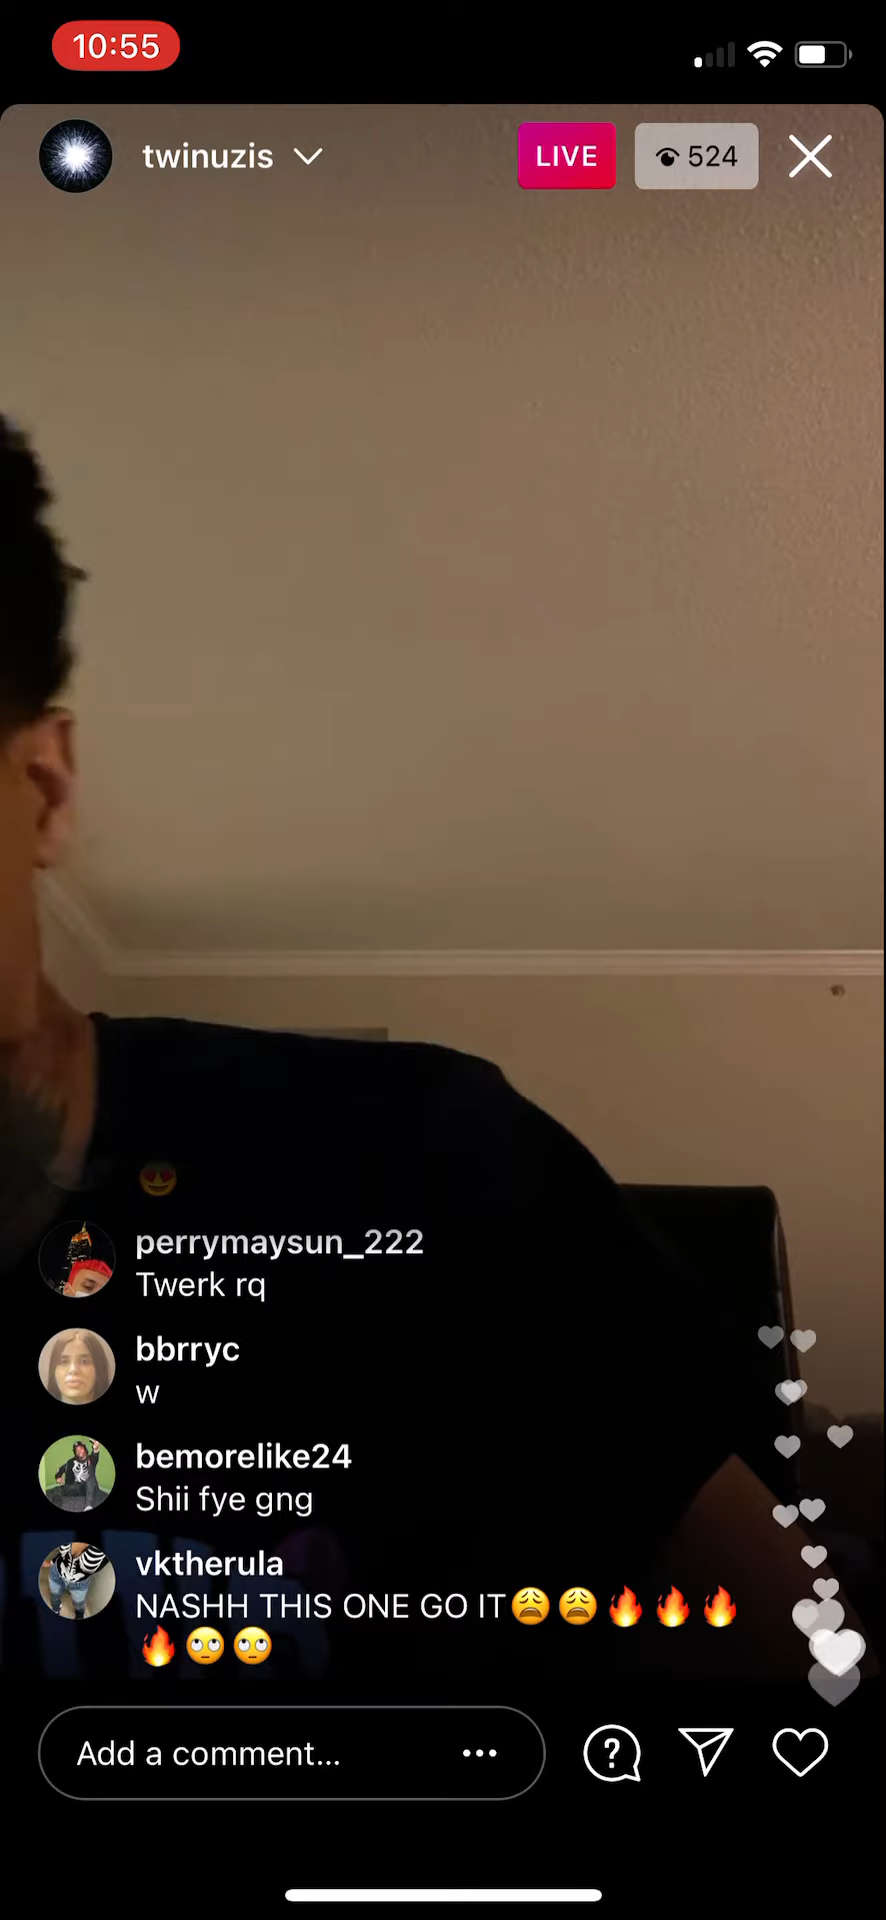 10:55
twinuzis
LIVE
524
perrymaysun_222
Twerk rq
bbrryc
w
bemorelike24
Shii fye gng
vktherula
NASHH THIS ONE GO IT😩😩🔥🔥🔥
🔥🙄🙄
Add a comment...